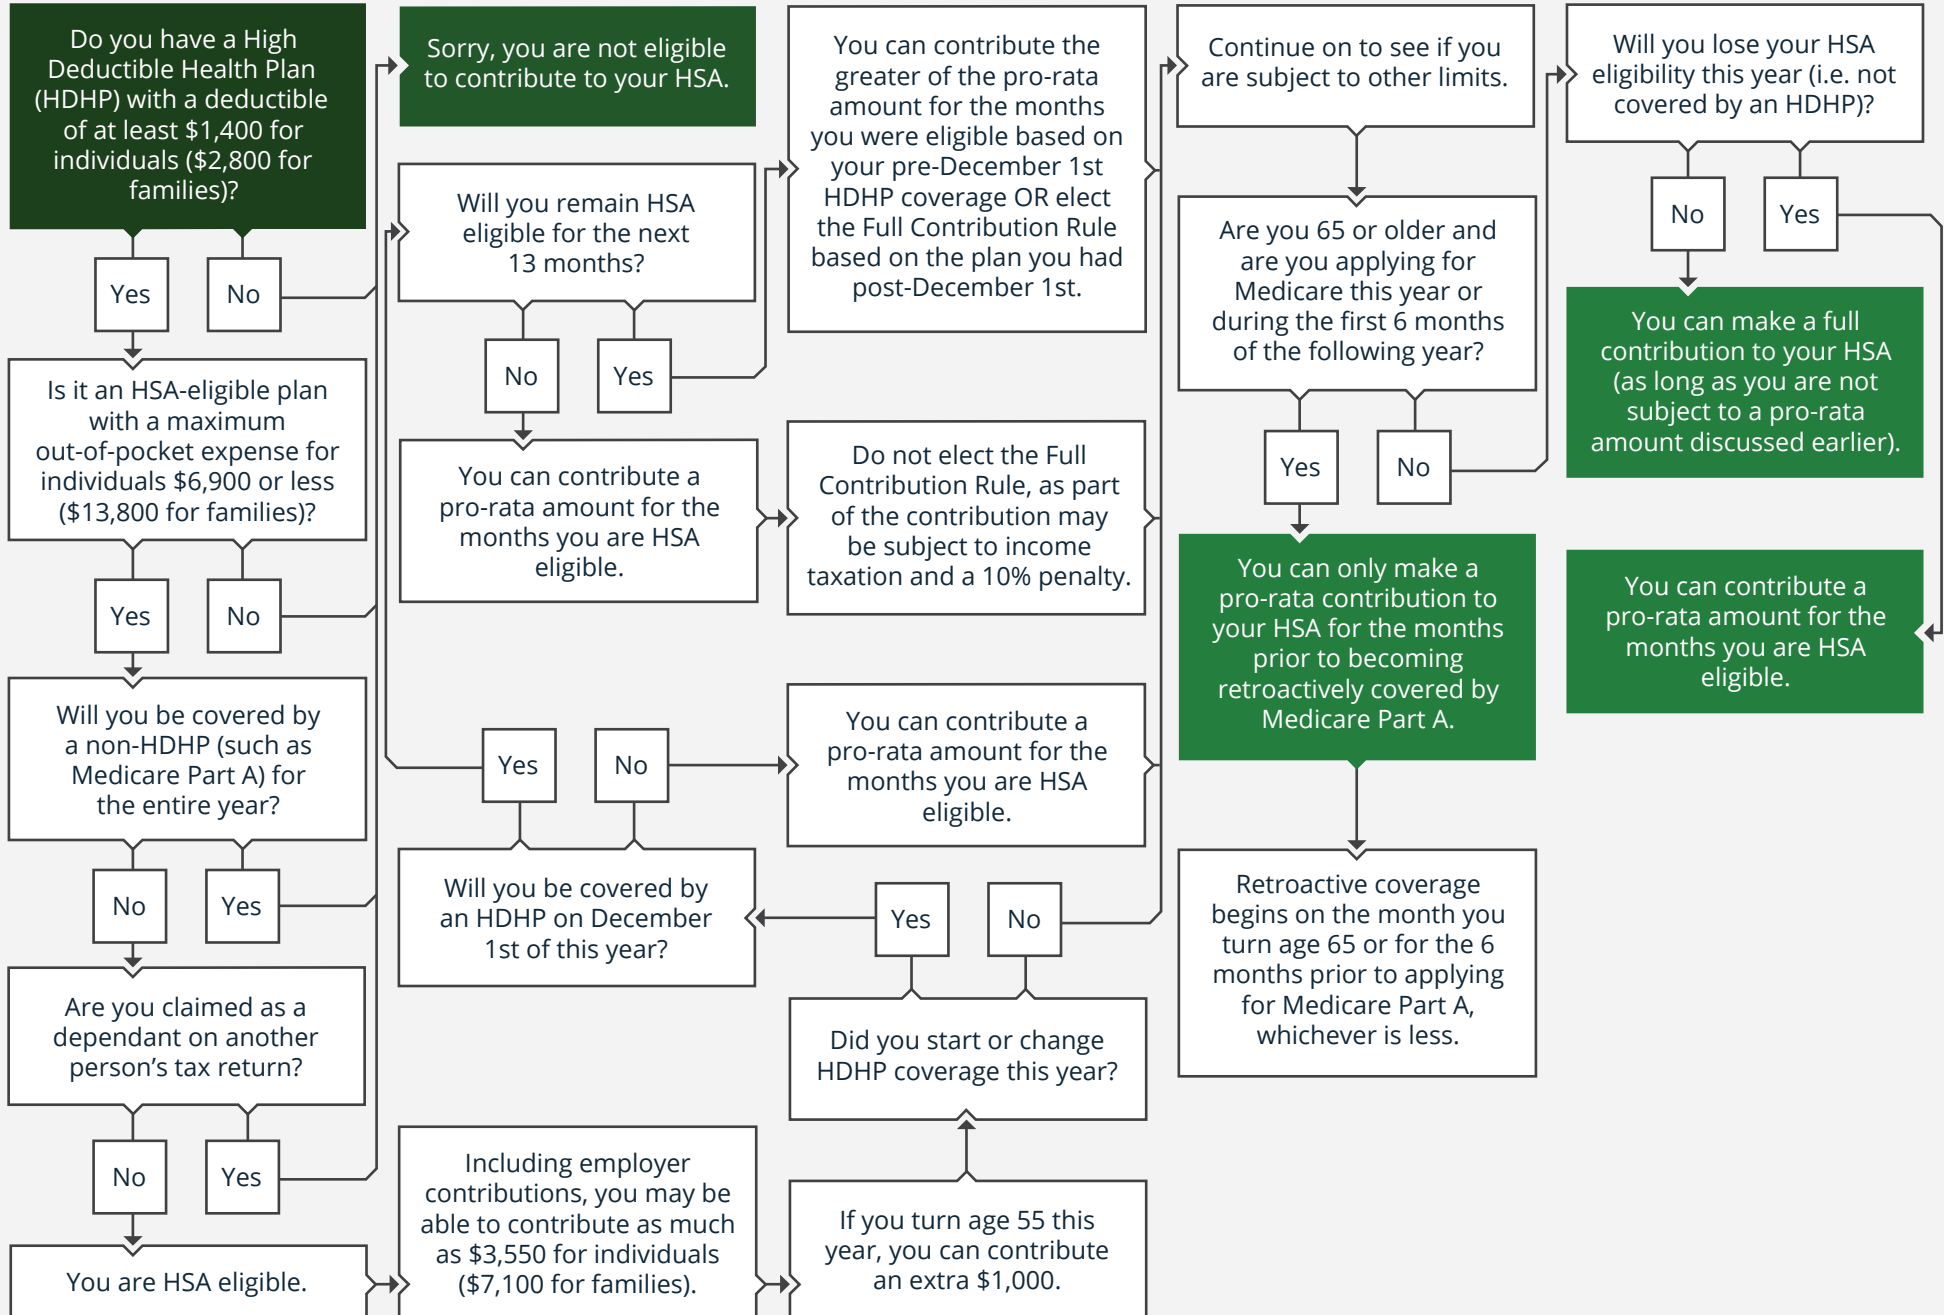 Do you have a High
Deductible Health Plan
(HDHP) with a deductible
of at least $1,400 for
individuals ($2,800 for
families)?
Yes
No
Is it an HSA-eligible plan
with a maximum
out-of-pocket expense for
individuals $6,900 or less
($13,800 for families)?
Yes
No
Will you be covered by
a non-HDHP (such as
Medicare Part A) for
the entire year?
No
Yes
Are you claimed as a
dependant on another
person’s tax return?
No
Yes
You are HSA eligible.
Sorry, you are not eligible
to contribute to your HSA.
Will you remain HSA
eligible for the next
13 months?
No
Yes
You can contribute a
pro-rata amount for the
months you are HSA
eligible.
Yes
No
Will you be covered by
an HDHP on December
1st of this year?
Including employer
contributions, you may be
able to contribute as much
as $3,550 for individuals
($7,100 for families).
You can contribute the
greater of the pro-rata
amount for the months
you were eligible based on
your pre-December 1st
HDHP coverage OR elect
the Full Contribution Rule
based on the plan you had
post-December 1st.
Do not elect the Full
Contribution Rule, as part
of the contribution may
be subject to income
taxation and a 10% penalty.
You can contribute a
pro-rata amount for the
months you are HSA
eligible.
Yes
No
Did you start or change
HDHP coverage this year?
If you turn age 55 this
year, you can contribute
an extra $1,000.
Continue on to see if you
are subject to other limits.
Are you 65 or older and
are you applying for
Medicare this year or
during the first 6 months
of the following year?
Yes
No
You can only make a
pro-rata contribution to
your HSA for the months
prior to becoming
retroactively covered by
Medicare Part A.
Retroactive coverage
begins on the month you
turn age 65 or for the 6
months prior to applying
for Medicare Part A,
whichever is less.
Will you lose your HSA
eligibility this year (i.e. not
covered by an HDHP)?
No
Yes
You can make a full
contribution to your HSA
(as long as you are not
subject to a pro-rata
amount discussed earlier).
You can contribute a
pro-rata amount for the
months you are HSA
eligible.